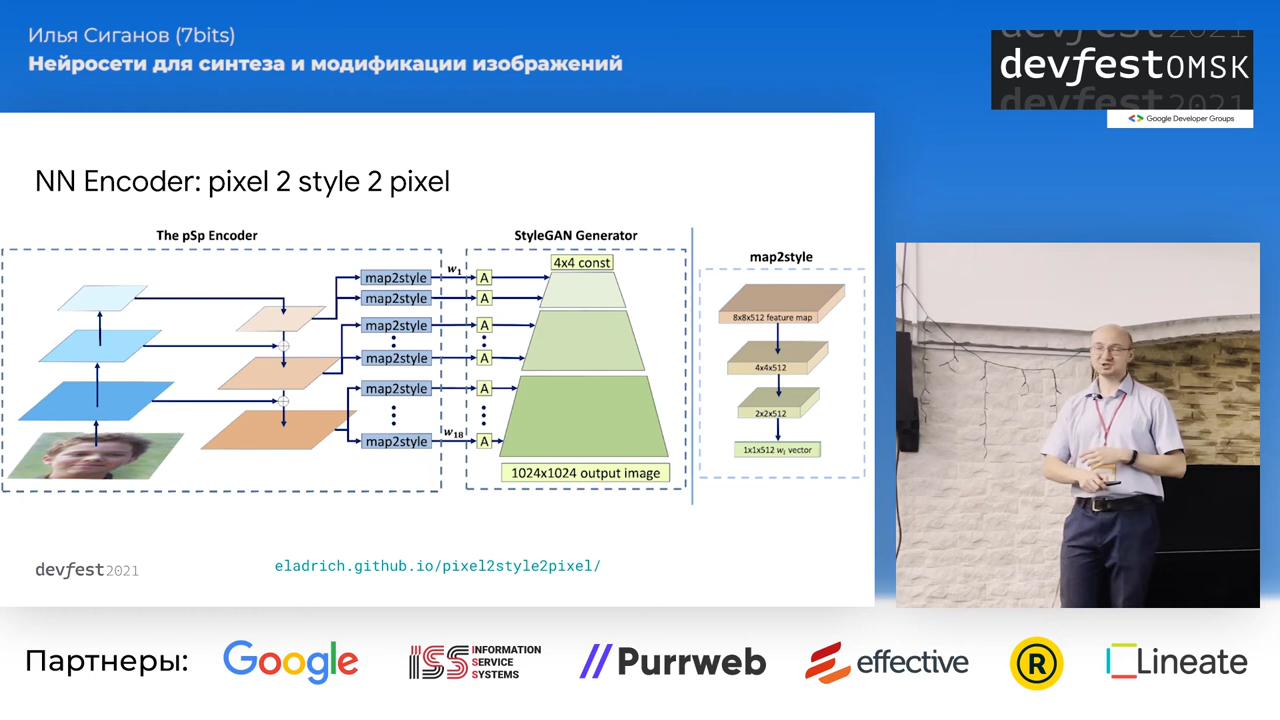 Илья Сиганов (7bits)
Нейросети для синтеза и модификации изображений
devfest2021
devfestOMSK
devfest2021
Google Developer Groups
NN Encoder: pixel 2 style 2 pixel
The pSp Encoder
StyleGAN Generator
map2style
4x4 const
map2style
w1
A
map2style
A
map2style
A
map2style
A
map2style
A
map2style
w18
A
1024x1024 output image
8x8x512 feature map
4x4x512
2x2x512
1x1x512 wi vector
devfest2021
eladrich.github.io/pixel2style2pixel/
Партнеры:
Google
ISS
INFORMATION
SERVICE
SYSTEMS
Purrweb
effective
R
Lineate